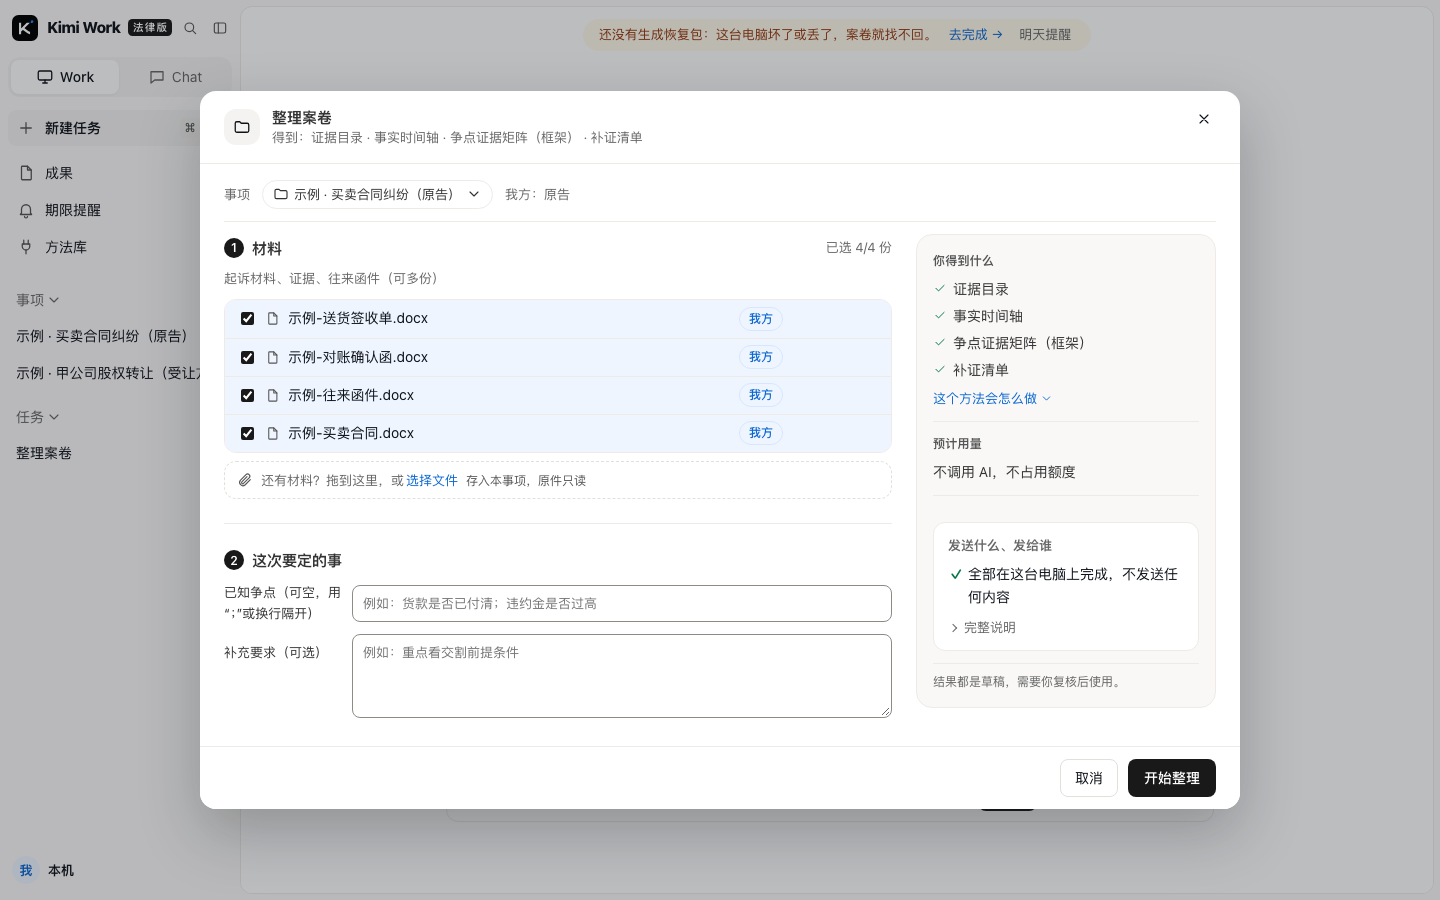 Kimi Work 法律版
还没有生成恢复包：这台电脑坏了或丢了，案卷就找不回。 去完成 → 明天提醒
Work Chat
新建任务 ⌘
成果
期限提醒
方法库
事项
示例 · 买卖合同纠纷（原告）
示例 · 甲公司股权转让（受让
任务
整理案卷
我 本机
整理案卷
得到：证据目录 · 事实时间轴 · 争点证据矩阵（框架） · 补证清单
事项 示例 · 买卖合同纠纷（原告） 我方：原告
1 材料 已选 4/4 份
起诉材料、证据、往来函件（可多份）
示例-送货签收单.docx 我方
示例-对账确认函.docx 我方
示例-往来函件.docx 我方
示例-买卖合同.docx 我方
还有材料？拖到这里，或 选择文件 存入本事项，原件只读
2 这次要定的事
已知争点（可空，用
“；”或换行隔开）
例如：货款是否已付清；违约金是否过高
补充要求（可选）
例如：重点看交割前提条件
你得到什么
证据目录
事实时间轴
争点证据矩阵（框架）
补证清单
这个方法会怎么做
预计用量
不调用 AI，不占用额度
发送什么、发给谁
全部在这台电脑上完成，不发送任
何内容
完整说明
结果都是草稿，需要你复核后使用。
取消 开始整理